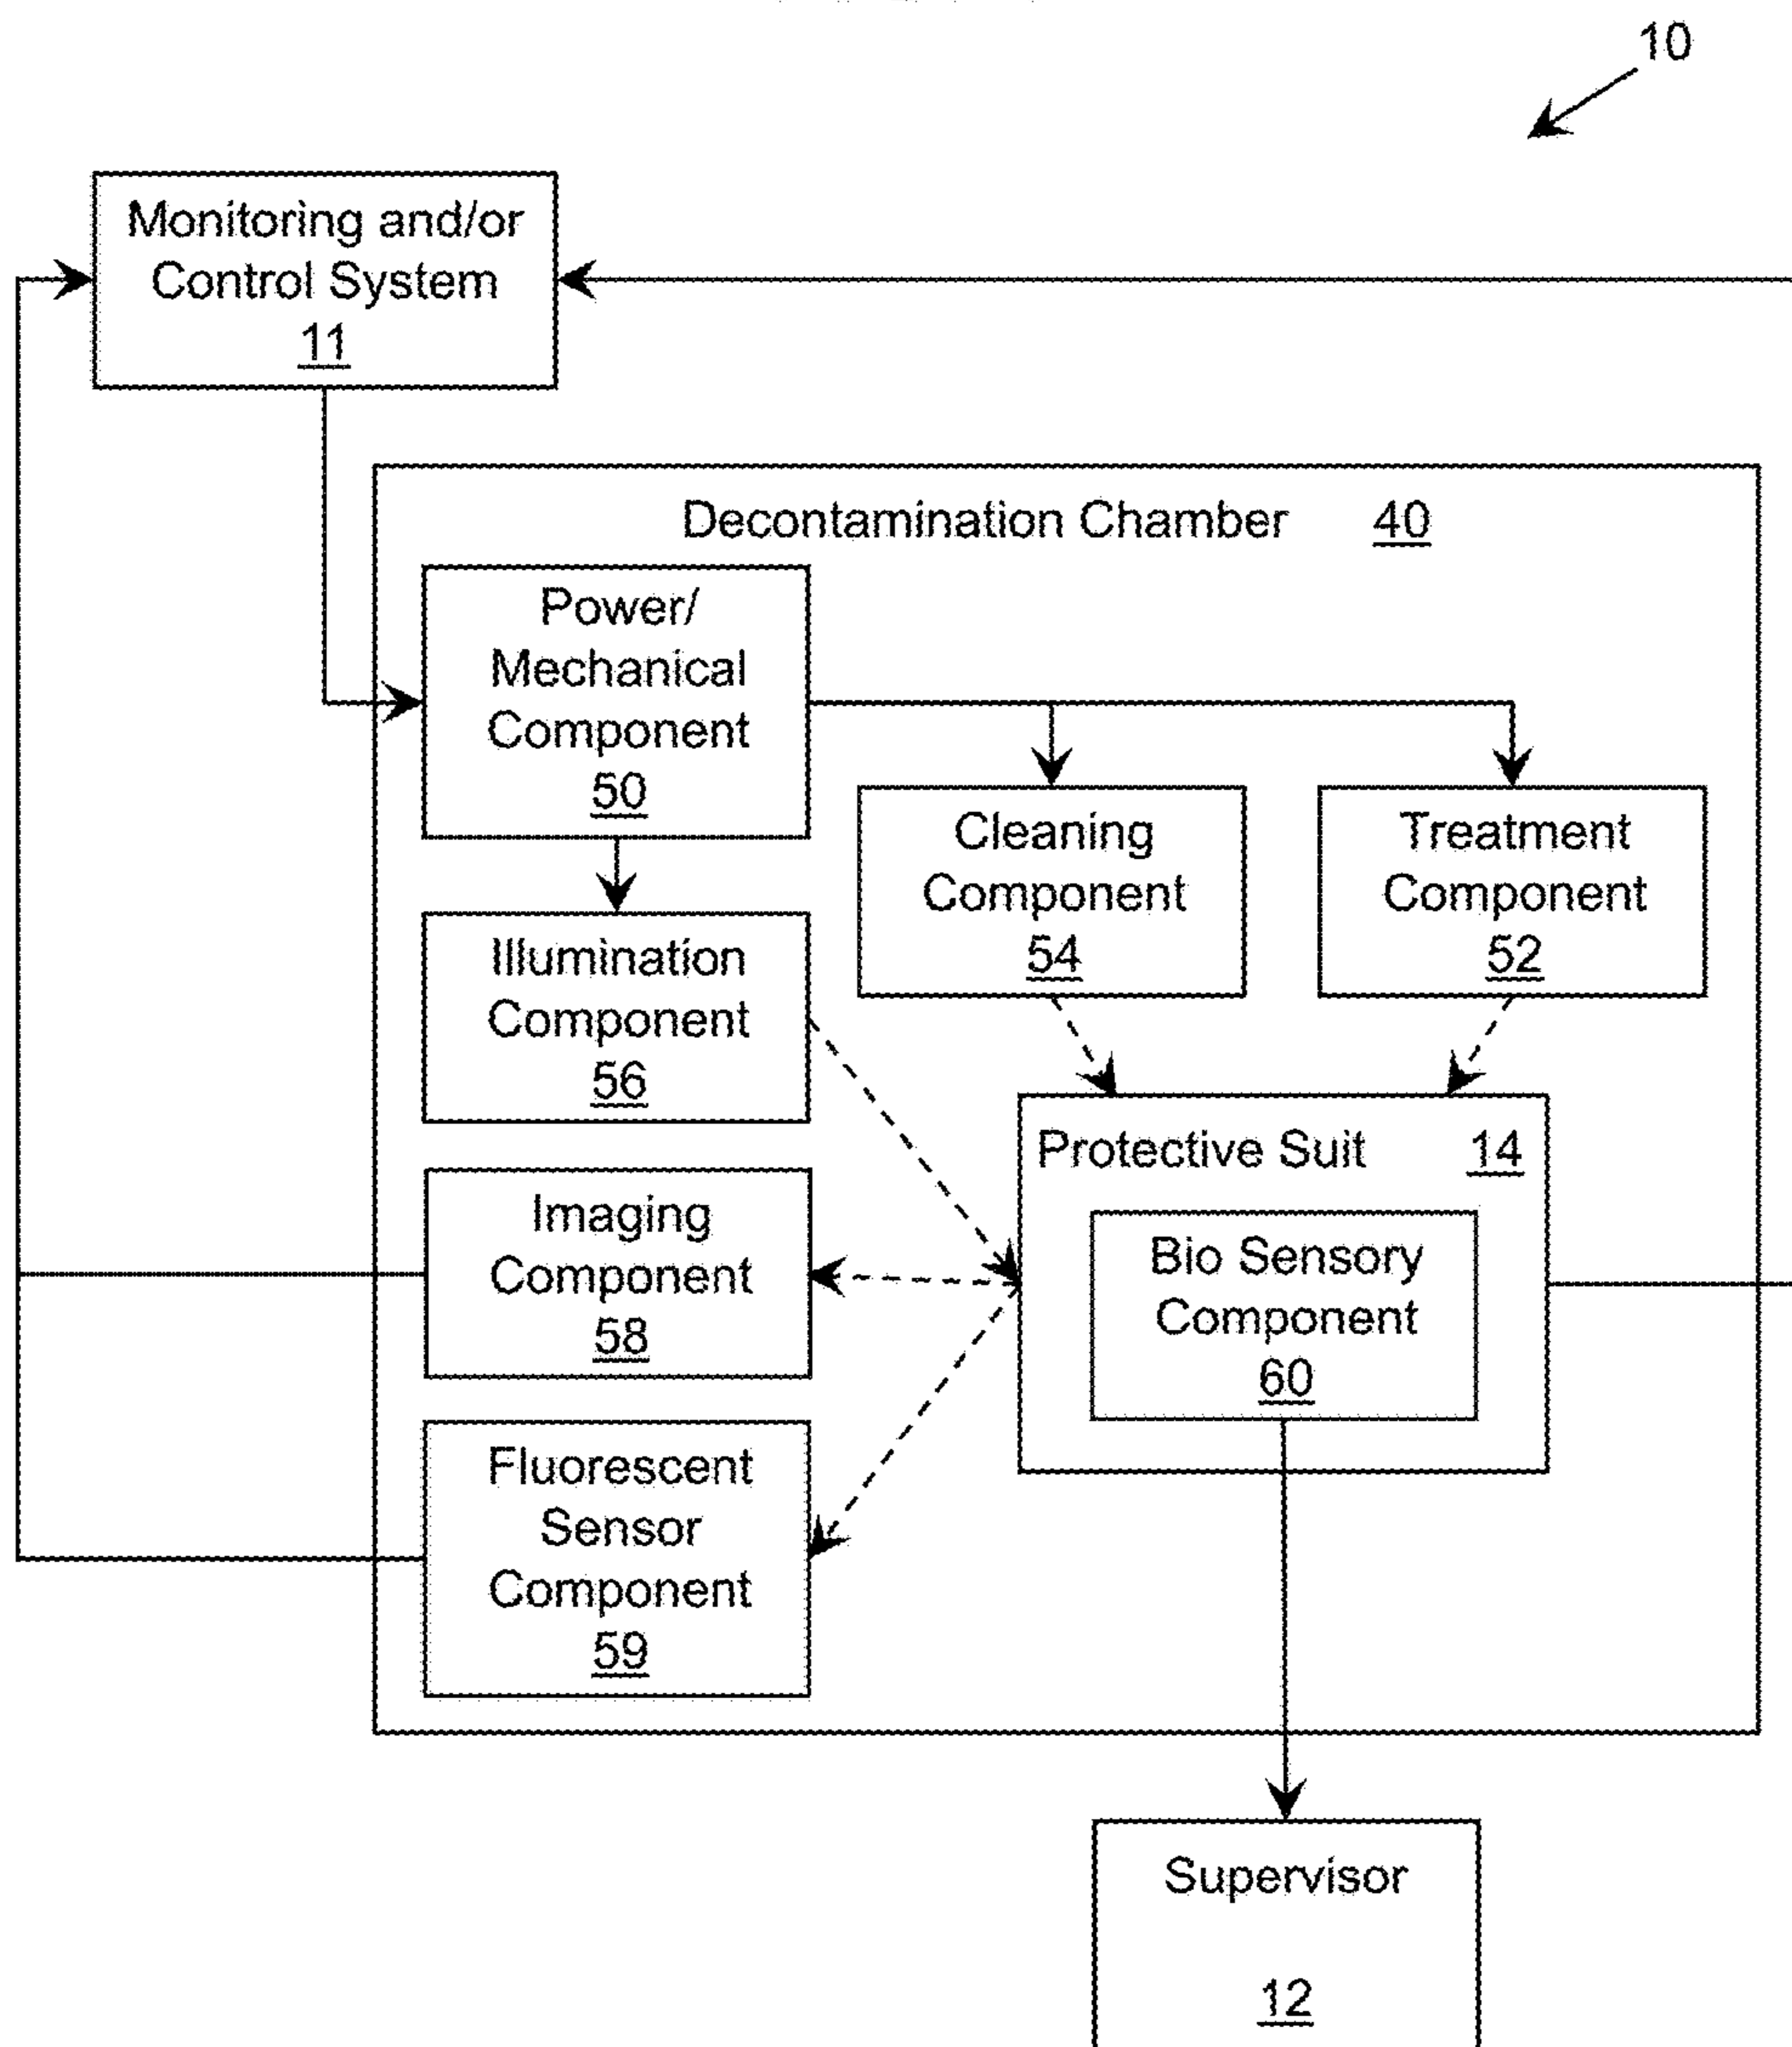 10
Monitoring and/or
Control System
11
Decontamination Chamber 40
Power/
Mechanical
Component
50
Cleaning
Component
54
Treatment
Component
52
Illumination
Component
56
Protective Suit 14
Imaging
Component
58
Bio Sensory
Component
60
Fluorescent
Sensor
Component
59
Supervisor
12